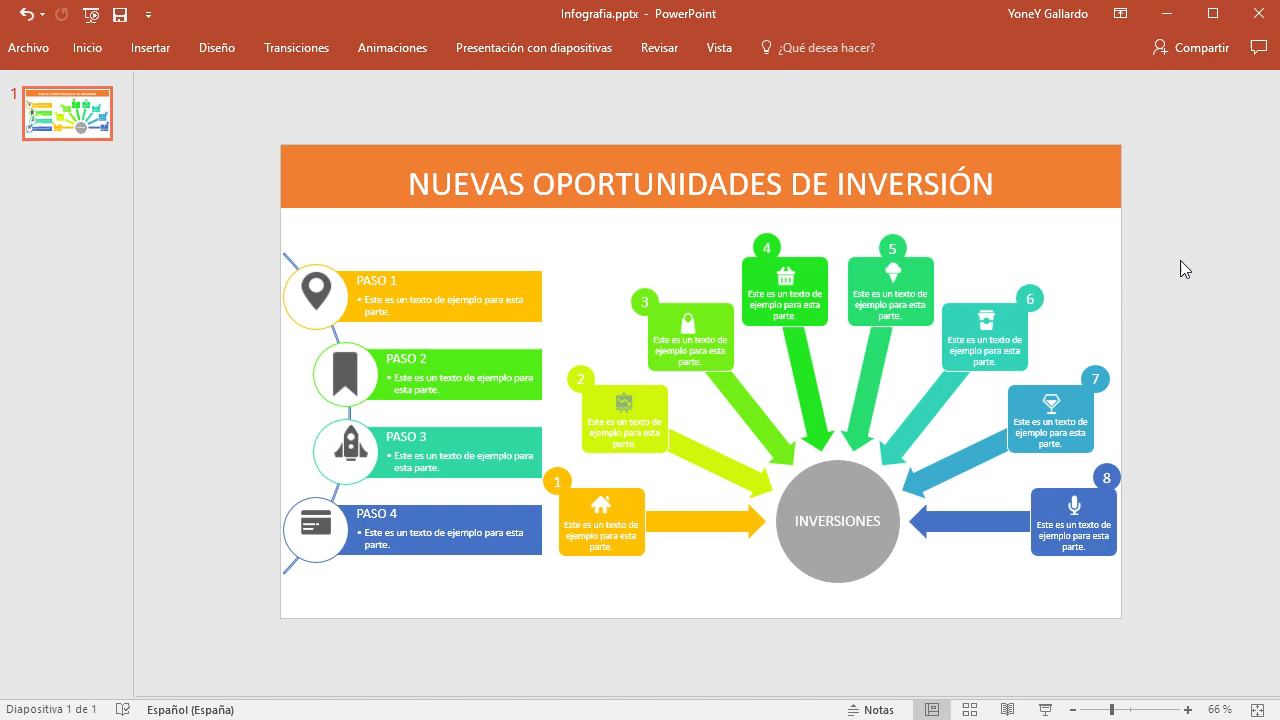 Infografia.pptx - PowerPoint
YoneY Gallardo
Archivo
Inicio
Insertar
Diseño
Transiciones
Animaciones
Presentación con diapositivas
Revisar
Vista
¿Qué desea hacer?
Compartir
1
NUEVAS OPORTUNIDADES DE INVERSIÓN
PASO 1
• Este es un texto de ejemplo para esta
parte.
PASO 2
• Este es un texto de ejemplo para
esta parte.
PASO 3
• Este es un texto de ejemplo para
esta parte.
PASO 4
• Este es un texto de ejemplo para esta
parte.
1
Este es un texto de
ejemplo para esta
parte.
2
Este es un texto de
ejemplo para esta
parte.
3
Este es un texto de
ejemplo para esta
parte.
4
Este es un texto de
ejemplo para esta
parte.
5
Este es un texto de
ejemplo para esta
parte.
6
Este es un texto de
ejemplo para esta
parte.
7
Este es un texto de
ejemplo para esta
parte.
8
Este es un texto de
ejemplo para esta
parte.
INVERSIONES
Diapositiva 1 de 1
Español (España)
Notas
66 %